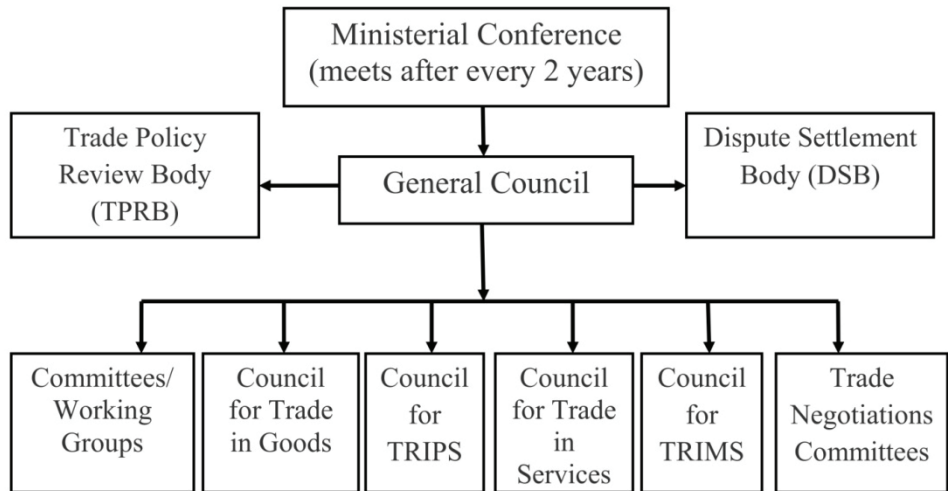 Ministerial Conference
(meets after every 2 years)
Trade Policy
Review Body
(TPRB)
General Council
Dispute Settlement
Body (DSB)
Committees/
Working
Groups
Council
for Trade
in Goods
Council
for
TRIPS
Council
for Trade
in
Services
Council
for
TRIMS
Trade
Negotiations
Committees